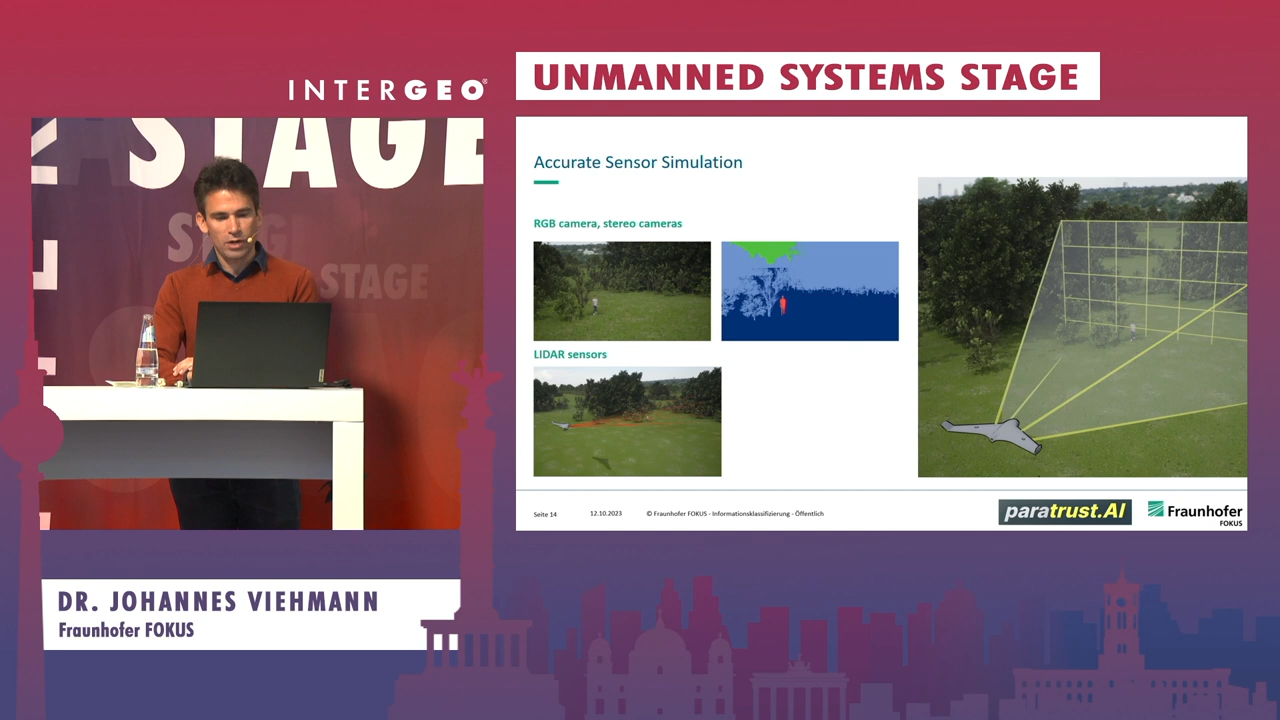 INTERGEO®
UNMANNED SYSTEMS STAGE
STAGE
STAGE
Accurate Sensor Simulation
RGB camera, stereo cameras
LIDAR sensors
Seite 14
12.10.2023
© Fraunhofer FOKUS - Informationsklassifizierung - Öffentlich
paratrust.AI
Fraunhofer
FOKUS
DR. JOHANNES VIEHMANN
Fraunhofer FOKUS